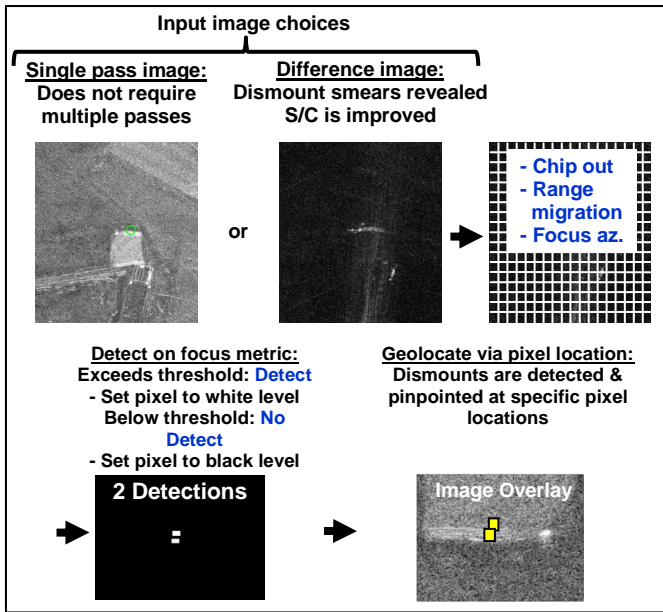 Input image choices
Single pass image:
Does not require
multiple passes
Difference image:
Dismount smears revealed
S/C is improved
or
- Chip out
- Range
migration
- Focus az.
Detect on focus metric:
Exceeds threshold: Detect
- Set pixel to white level
Below threshold: No
Detect
- Set pixel to black level
2 Detections
Geolocate via pixel location:
Dismounts are detected &
pinpointed at specific pixel
locations
Image Overlay